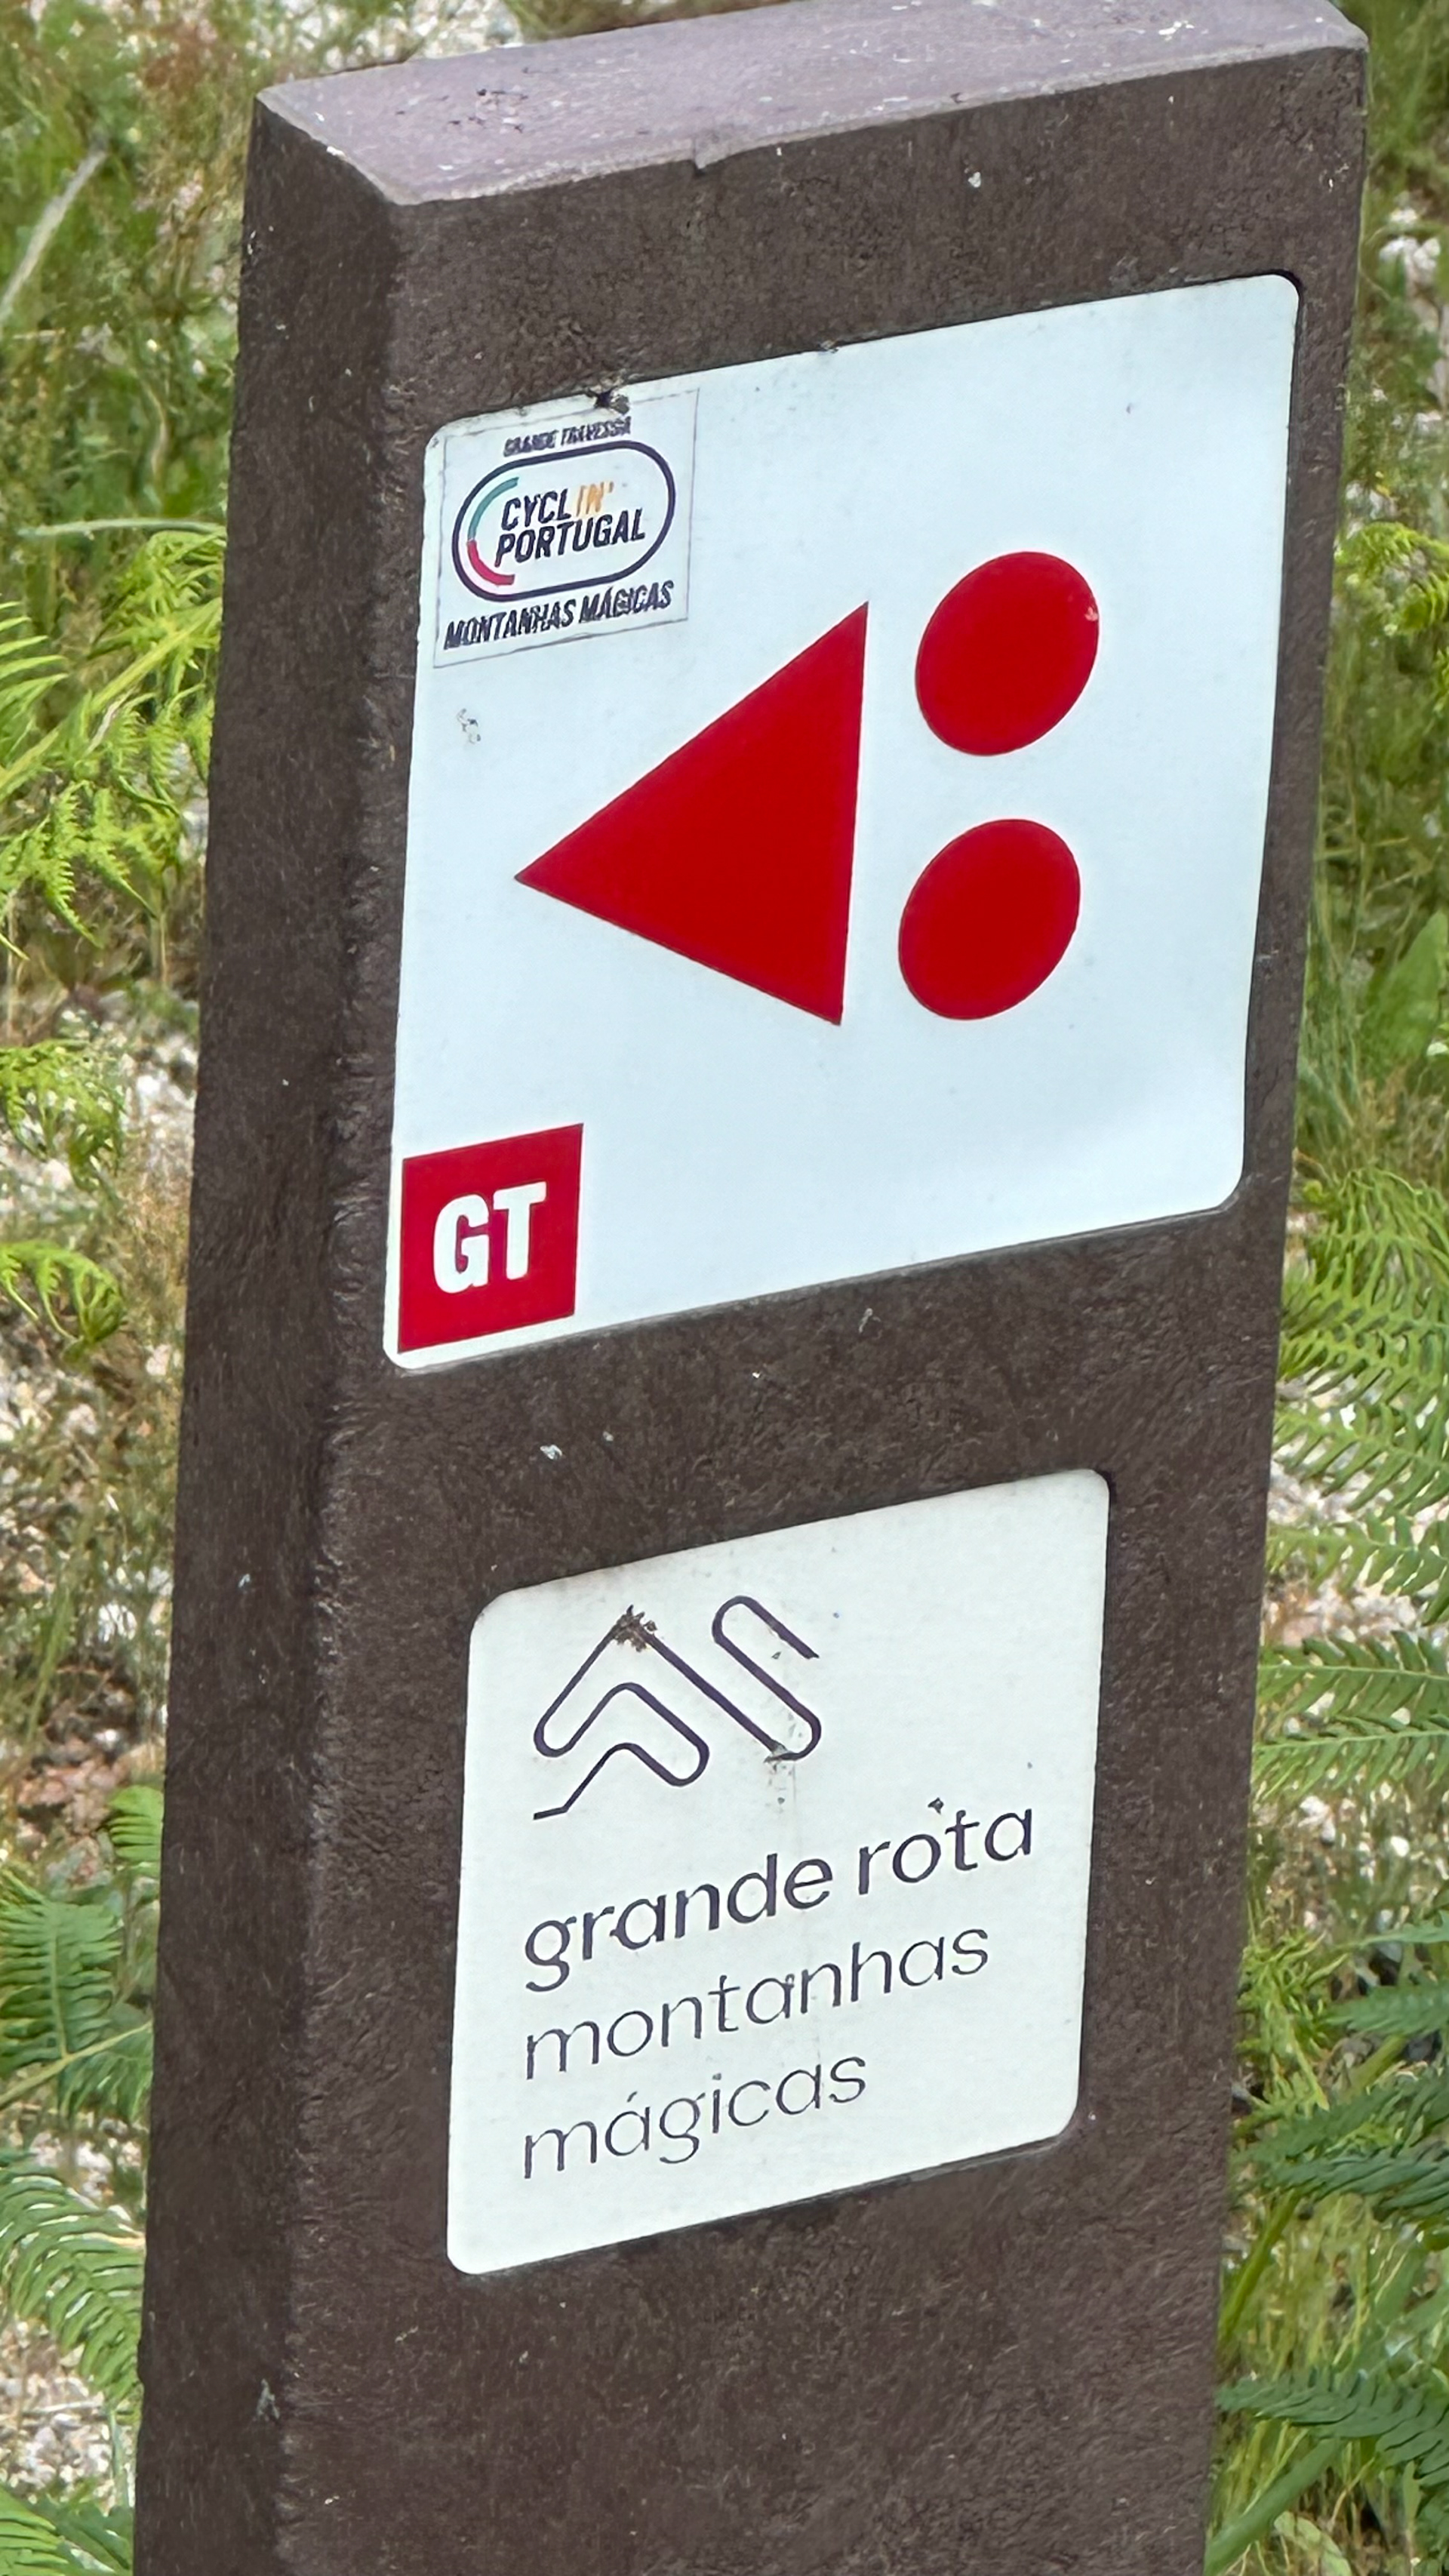 GRANDE TRAVESSIA
CYCLIN'
PORTUGAL
MONTANHAS MÁGICAS
GT
grande rota
montanhas
mágicas